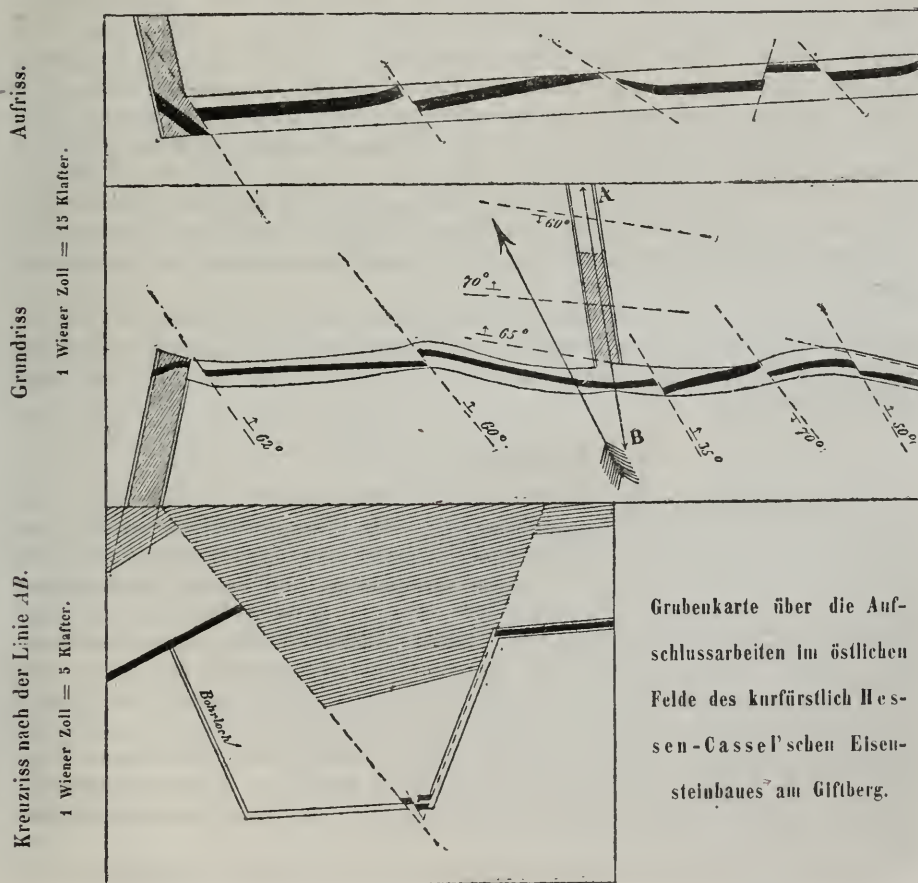 Aufriss.
Grundriss
1 Wiener Zoll = 15 Klafter.
Kreuzriss nach der Linie AB.
1 Wiener Zoll = 5 Klafter.
A
60°
70°
65°
62°
60°
B
35°
70°
50°
Bohrloch
Grubenkarte über die Auf-
schlussarbeiten im östlichen
Felde des kurfürstlich Hes-
sen-Cassel'schen Eisen-
steinbaues am Giftberg.